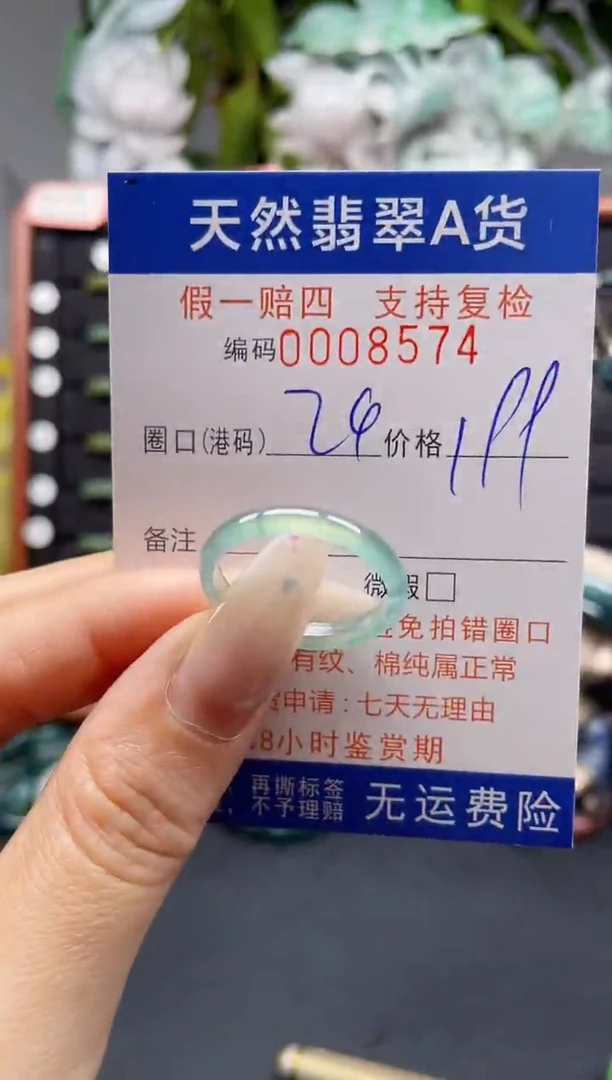 天然翡翠A货
假一赔四 支持复检
编码0008574
圈口(港码) 24 价格 199
备注
微瑕□
免拍错圈口
有纹、棉纯属正常
申请:七天无理由
8小时鉴赏期
再撕标签
不予理赔
无运费险